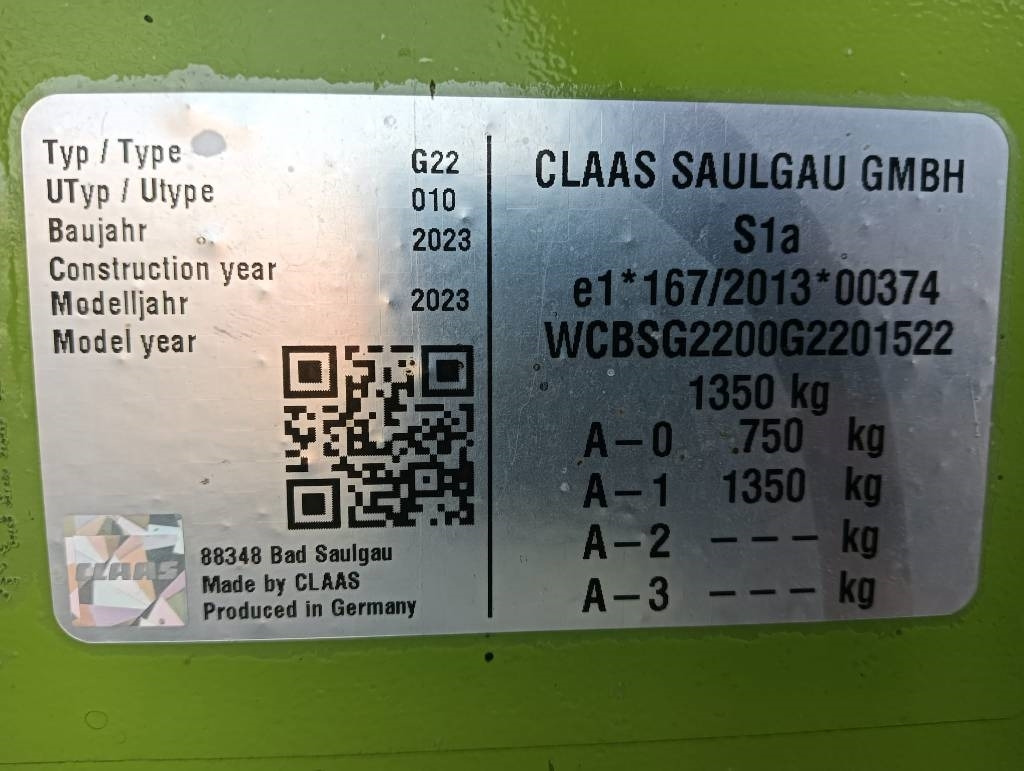 Typ / Type G22
UTyp / Utype 010
Baujahr 2023
Construction year
Modelljahr 2023
Model year
CLAAS
88348 Bad Saulgau
Made by CLAAS
Produced in Germany
CLAAS SAULGAU GMBH
S1a
e1*167/2013*00374
WCBSG2200G2201522
1350 kg
A–0 .750 kg
A–1 1350 kg
A–2 ––– kg
A–3 ––– kg